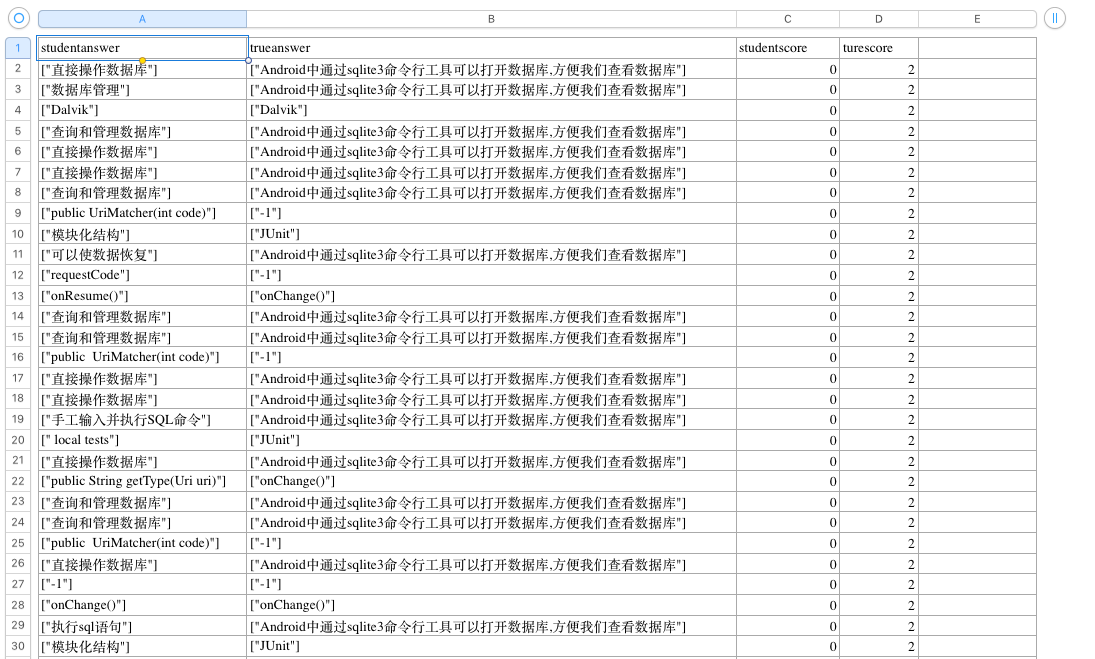 A B C D E
1 studentanswer trueanswer studentscore turescore
2 ["直接操作数据库"] ["Android中通过sqlite3命令行工具可以打开数据库,方便我们查看数据库"] 0 2
3 ["数据库管理"] ["Android中通过sqlite3命令行工具可以打开数据库,方便我们查看数据库"] 0 2
4 ["Dalvik"] ["Dalvik"] 0 2
5 ["查询和管理数据库"] ["Android中通过sqlite3命令行工具可以打开数据库,方便我们查看数据库"] 0 2
6 ["直接操作数据库"] ["Android中通过sqlite3命令行工具可以打开数据库,方便我们查看数据库"] 0 2
7 ["直接操作数据库"] ["Android中通过sqlite3命令行工具可以打开数据库,方便我们查看数据库"] 0 2
8 ["查询和管理数据库"] ["Android中通过sqlite3命令行工具可以打开数据库,方便我们查看数据库"] 0 2
9 ["public UriMatcher(int code)"] ["-1"] 0 2
10 ["模块化结构"] ["JUnit"] 0 2
11 ["可以使数据恢复"] ["Android中通过sqlite3命令行工具可以打开数据库,方便我们查看数据库"] 0 2
12 ["requestCode"] ["-1"] 0 2
13 ["onResume()"] ["onChange()"] 0 2
14 ["查询和管理数据库"] ["Android中通过sqlite3命令行工具可以打开数据库,方便我们查看数据库"] 0 2
15 ["查询和管理数据库"] ["Android中通过sqlite3命令行工具可以打开数据库,方便我们查看数据库"] 0 2
16 ["public  UriMatcher(int code)"] ["-1"] 0 2
17 ["直接操作数据库"] ["Android中通过sqlite3命令行工具可以打开数据库,方便我们查看数据库"] 0 2
18 ["直接操作数据库"] ["Android中通过sqlite3命令行工具可以打开数据库,方便我们查看数据库"] 0 2
19 ["手工输入并执行SQL命令"] ["Android中通过sqlite3命令行工具可以打开数据库,方便我们查看数据库"] 0 2
20 [" local tests"] ["JUnit"] 0 2
21 ["直接操作数据库"] ["Android中通过sqlite3命令行工具可以打开数据库,方便我们查看数据库"] 0 2
22 ["public String getType(Uri uri)"] ["onChange()"] 0 2
23 ["查询和管理数据库"] ["Android中通过sqlite3命令行工具可以打开数据库,方便我们查看数据库"] 0 2
24 ["查询和管理数据库"] ["Android中通过sqlite3命令行工具可以打开数据库,方便我们查看数据库"] 0 2
25 ["public  UriMatcher(int code)"] ["-1"] 0 2
26 ["直接操作数据库"] ["Android中通过sqlite3命令行工具可以打开数据库,方便我们查看数据库"] 0 2
27 ["-1"] ["-1"] 0 2
28 ["onChange()"] ["onChange()"] 0 2
29 ["执行sql语句"] ["Android中通过sqlite3命令行工具可以打开数据库,方便我们查看数据库"] 0 2
30 ["模块化结构"] ["JUnit"] 0 2